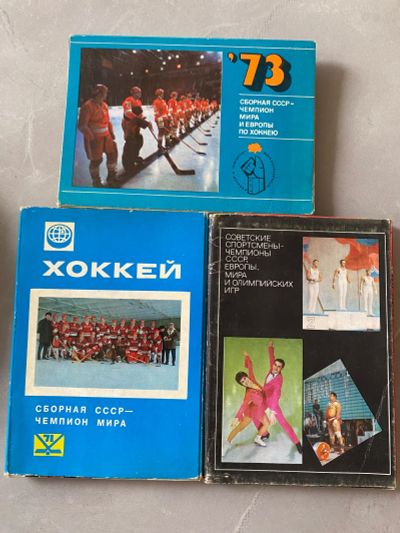 '73
СБОРНАЯ СССР–
ЧЕМПИОН
МИРА
И ЕВРОПЫ
ПО ХОККЕЮ
ХОККЕЙ
СБОРНАЯ СССР—
ЧЕМПИОН МИРА
71
СОВЕТСКИЕ
СПОРТСМЕНЫ-
ЧЕМПИОНЫ
СССР,
ЕВРОПЫ,
МИРА
И ОЛИМПИЙСКИХ
ИГР